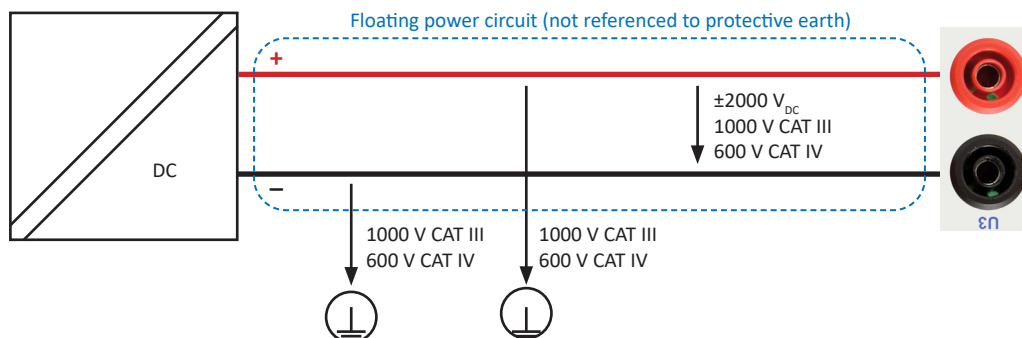 Floating power circuit (not referenced to protective earth)
+
±2000 V_DC
1000 V CAT III
600 V CAT IV
DC
−
1000 V CAT III
600 V CAT IV
1000 V CAT III
600 V CAT IV
U3